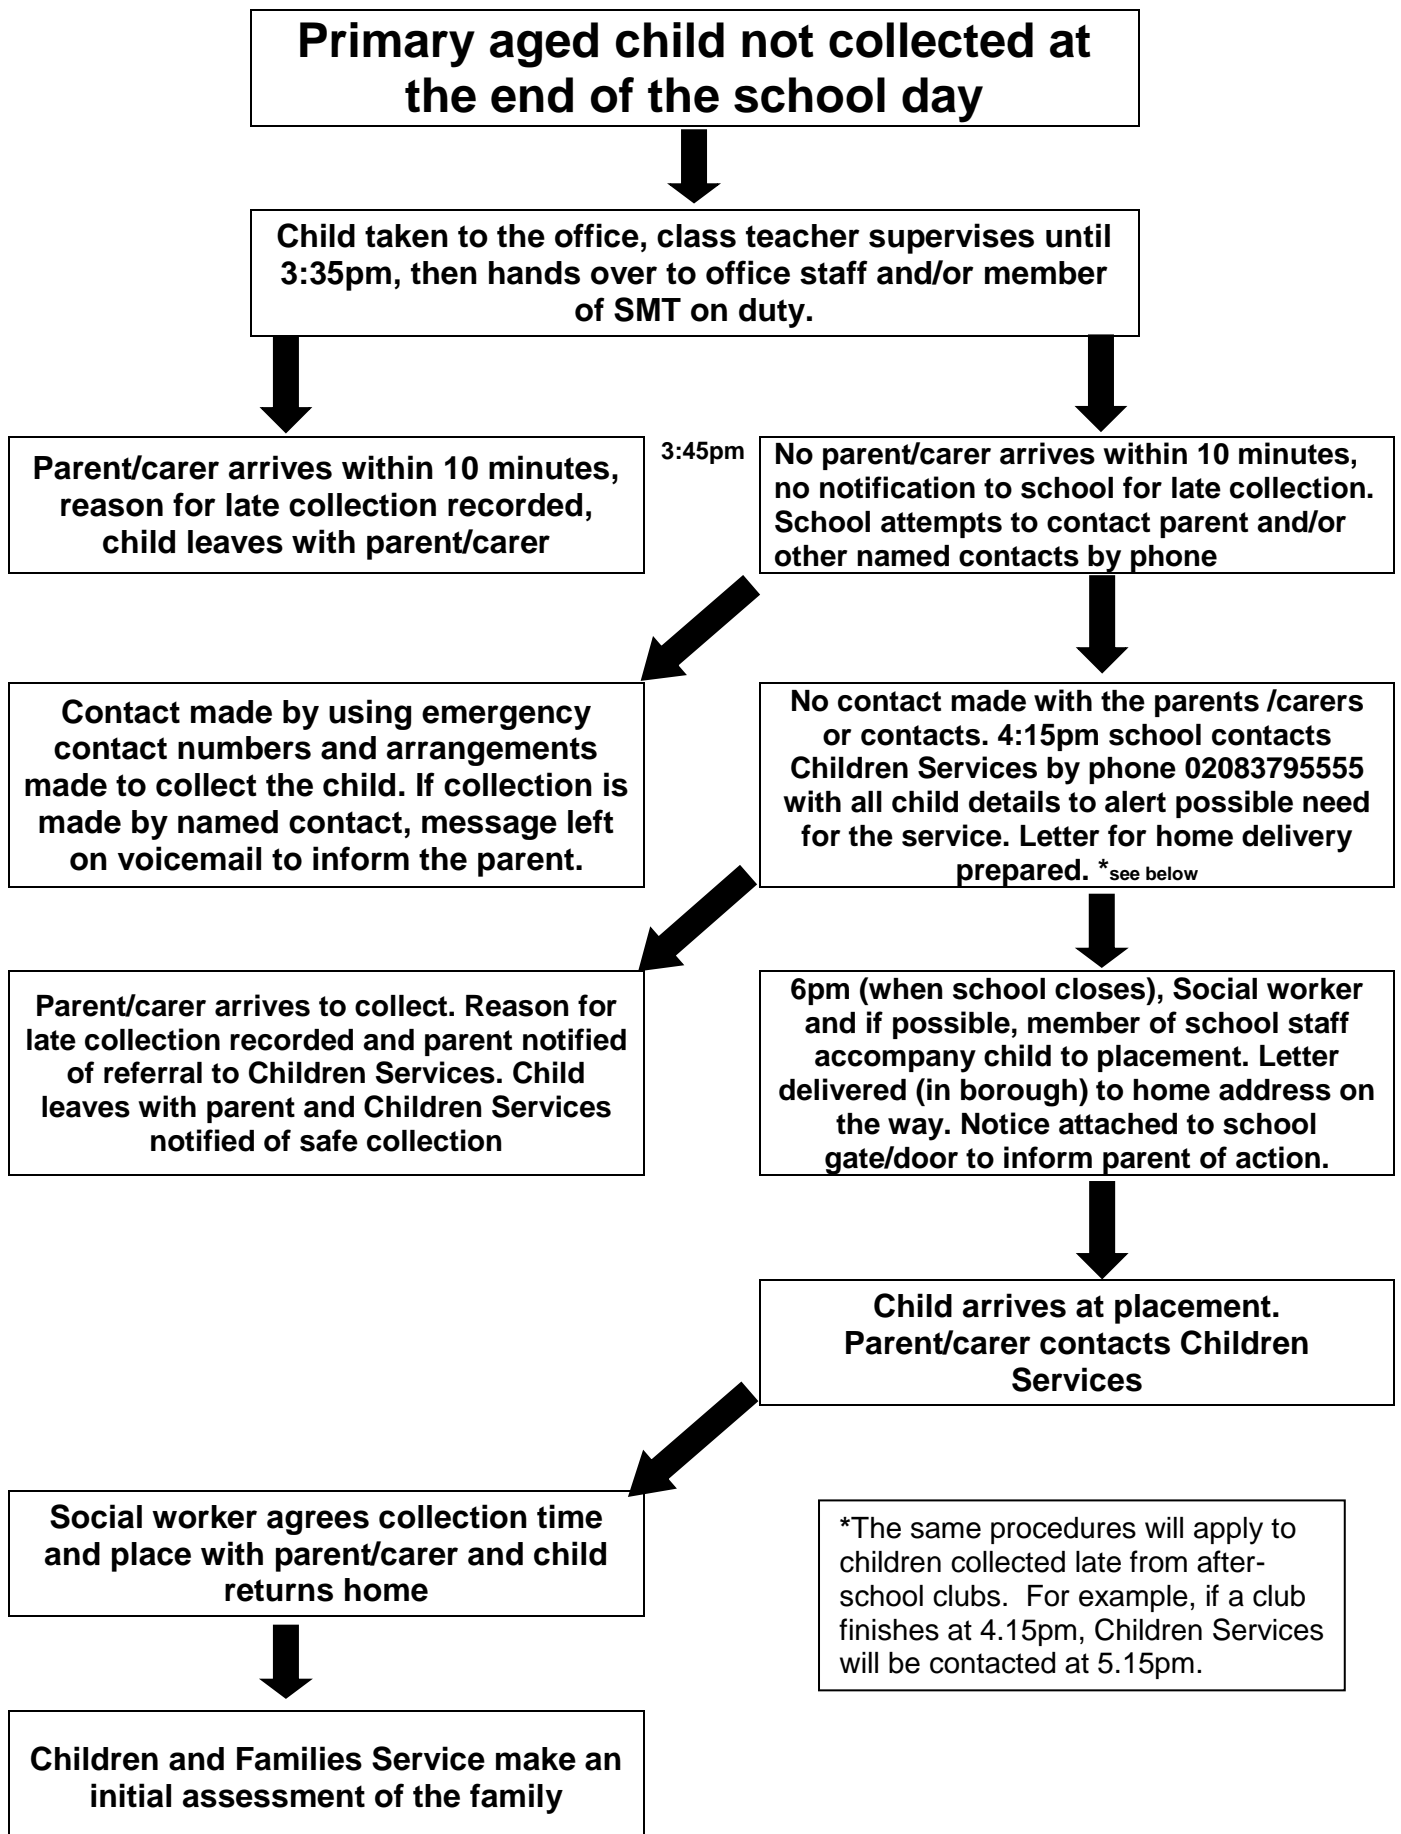 Primary aged child not collected at
the end of the school day
Child taken to the office, class teacher supervises until
3:35pm, then hands over to office staff and/or member
of SMT on duty.
Parent/carer arrives within 10 minutes,
reason for late collection recorded,
child leaves with parent/carer
3:45pm
No parent/carer arrives within 10 minutes,
no notification to school for late collection.
School attempts to contact parent and/or
other named contacts by phone
Contact made by using emergency
contact numbers and arrangements
made to collect the child. If collection is
made by named contact, message left
on voicemail to inform the parent.
No contact made with the parents /carers
or contacts. 4:15pm school contacts
Children Services by phone 02083795555
with all child details to alert possible need
for the service. Letter for home delivery
prepared. *see below
Parent/carer arrives to collect. Reason for
late collection recorded and parent notified
of referral to Children Services. Child
leaves with parent and Children Services
notified of safe collection
6pm (when school closes), Social worker
and if possible, member of school staff
accompany child to placement. Letter
delivered (in borough) to home address on
the way. Notice attached to school
gate/door to inform parent of action.
Child arrives at placement.
Parent/carer contacts Children
Services
Social worker agrees collection time
and place with parent/carer and child
returns home
*The same procedures will apply to
children collected late from after-
school clubs.  For example, if a club
finishes at 4.15pm, Children Services
will be contacted at 5.15pm.
Children and Families Service make an
initial assessment of the family